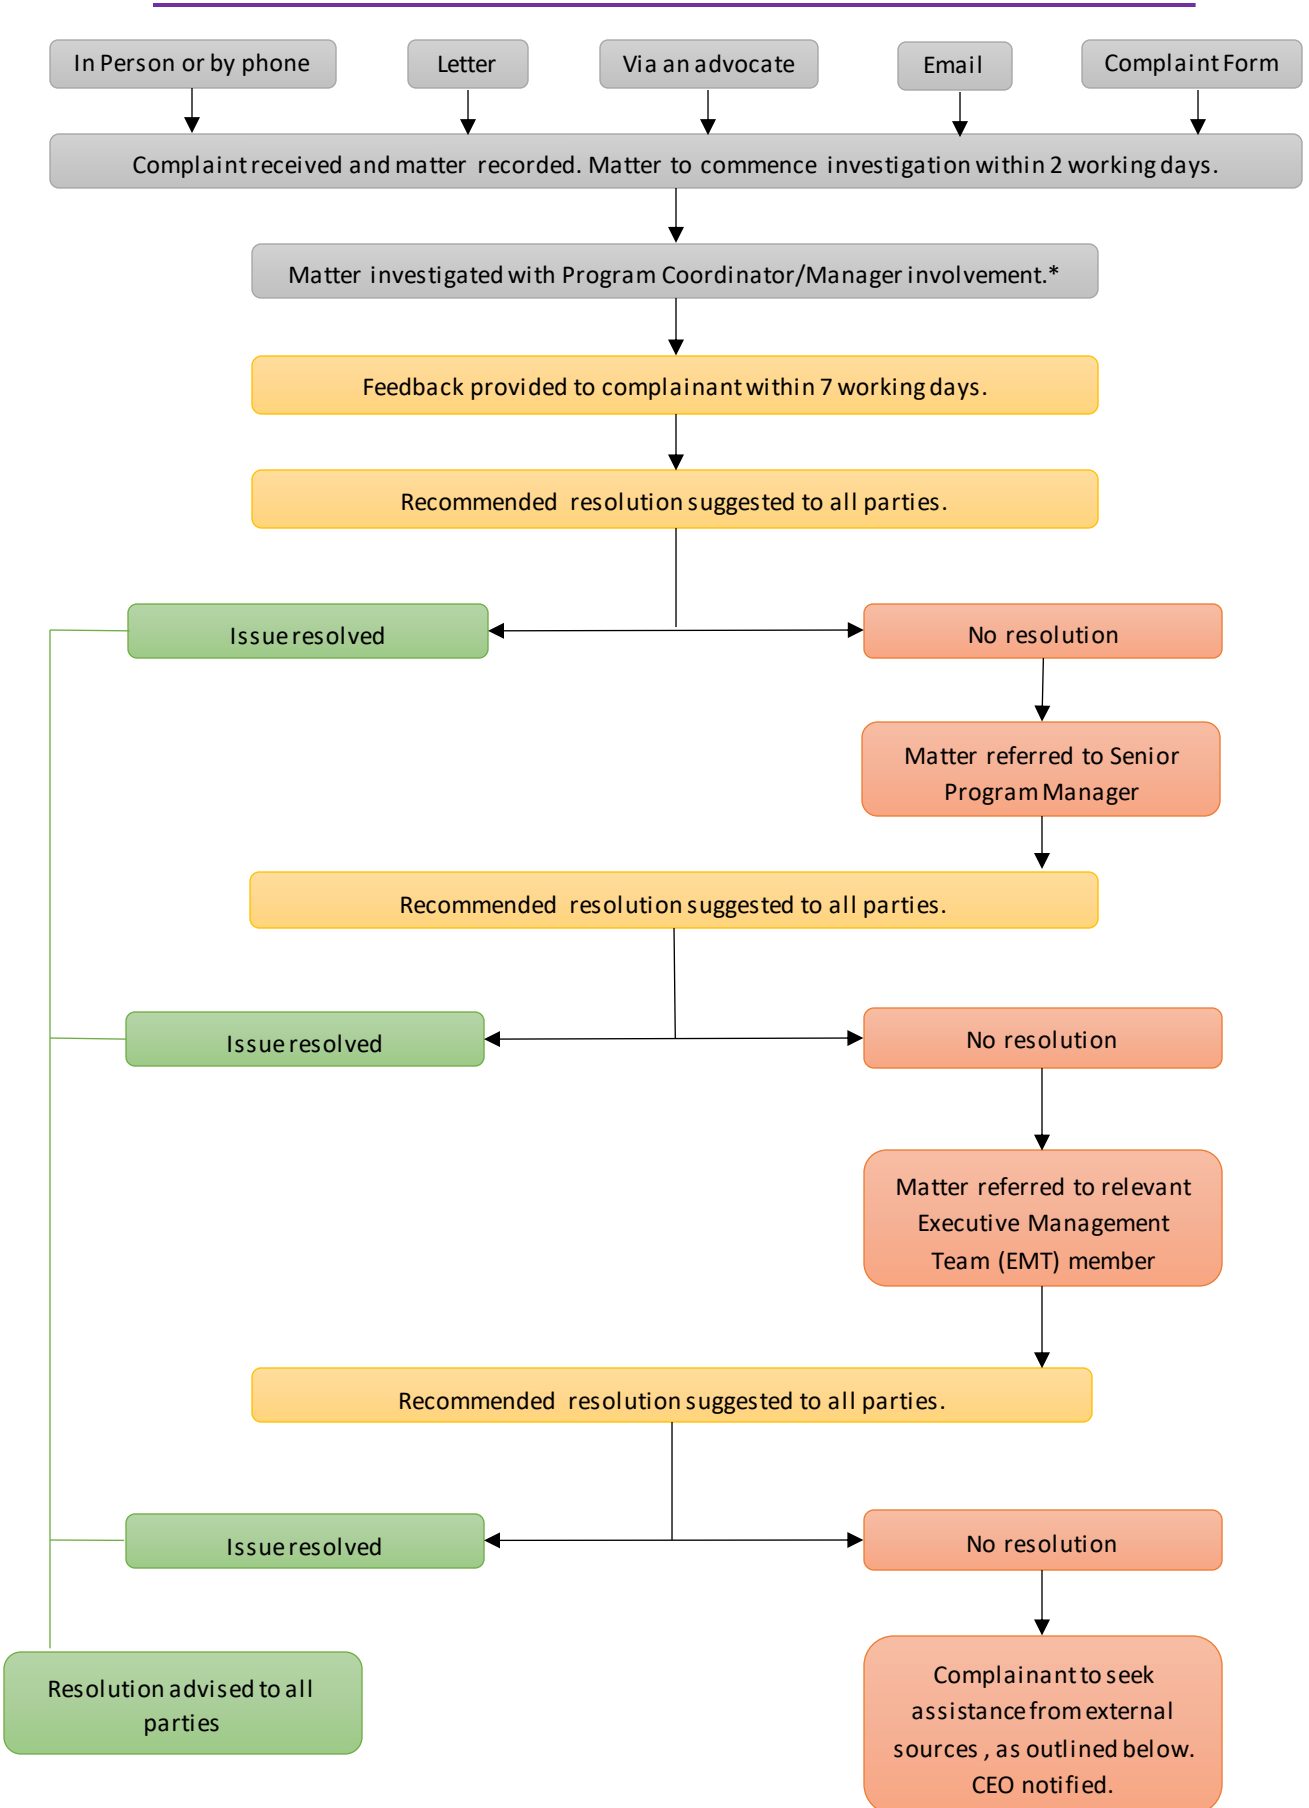 In Person or by phone
Letter
Via an advocate
Email
Complaint Form
Complaint received and matter recorded. Matter to commence investigation within 2 working days.
Matter investigated with Program Coordinator/Manager involvement.*
Feedback provided to complainant within 7 working days.
Recommended resolution suggested to all parties.
Issue resolved
No resolution
Matter referred to Senior
Program Manager
Recommended resolution suggested to all parties.
Issue resolved
No resolution
Matter referred to relevant
Executive Management
Team (EMT) member
Recommended resolution suggested to all parties.
Issue resolved
No resolution
Resolution advised to all
parties
Complainant to seek
assistance from external
sources , as outlined below.
CEO notified.